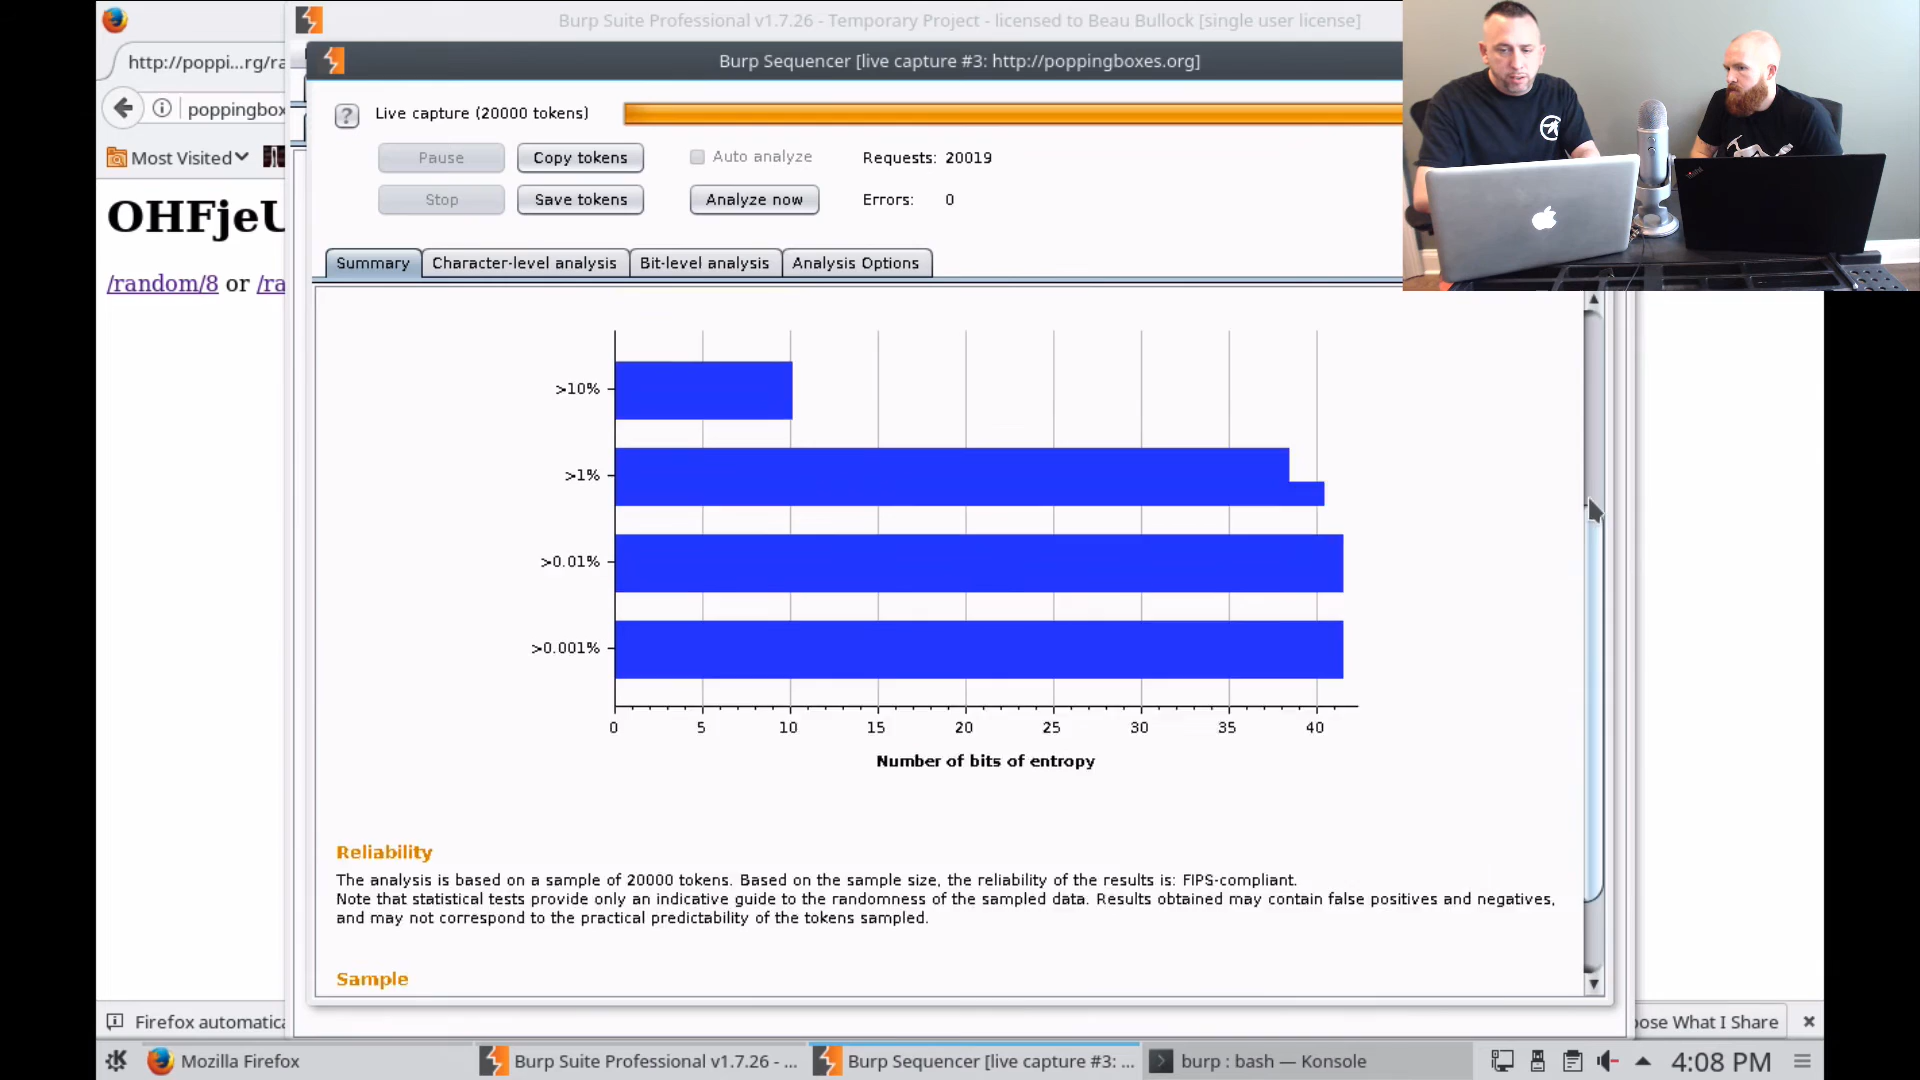 Burp Suite Professional v1.7.26 - Temporary Project - licensed to Beau Bullock [single user license]
http://poppi...rg/ra
Burp Sequencer [live capture #3: http://poppingboxes.org]
poppingbox
Most Visited
? Live capture (20000 tokens)
Pause Copy tokens Auto analyze Requests: 20019
Stop Save tokens Analyze now Errors: 0
OHFjeU
/random/8 or /ra
Summary Character-level analysis Bit-level analysis Analysis Options
>10%
>1%
>0.01%
>0.001%
0 5 10 15 20 25 30 35 40
Number of bits of entropy
Reliability
The analysis is based on a sample of 20000 tokens. Based on the sample size, the reliability of the results is: FIPS-compliant.
Note that statistical tests provide only an indicative guide to the randomness of the sampled data. Results obtained may contain false positives and negatives,
and may not correspond to the practical predictability of the tokens sampled.
Sample
Firefox automatica
ose What I Share
Mozilla Firefox Burp Suite Professional v1.7.26 - ... Burp Sequencer [live capture #3: ... burp : bash — Konsole 4:08 PM